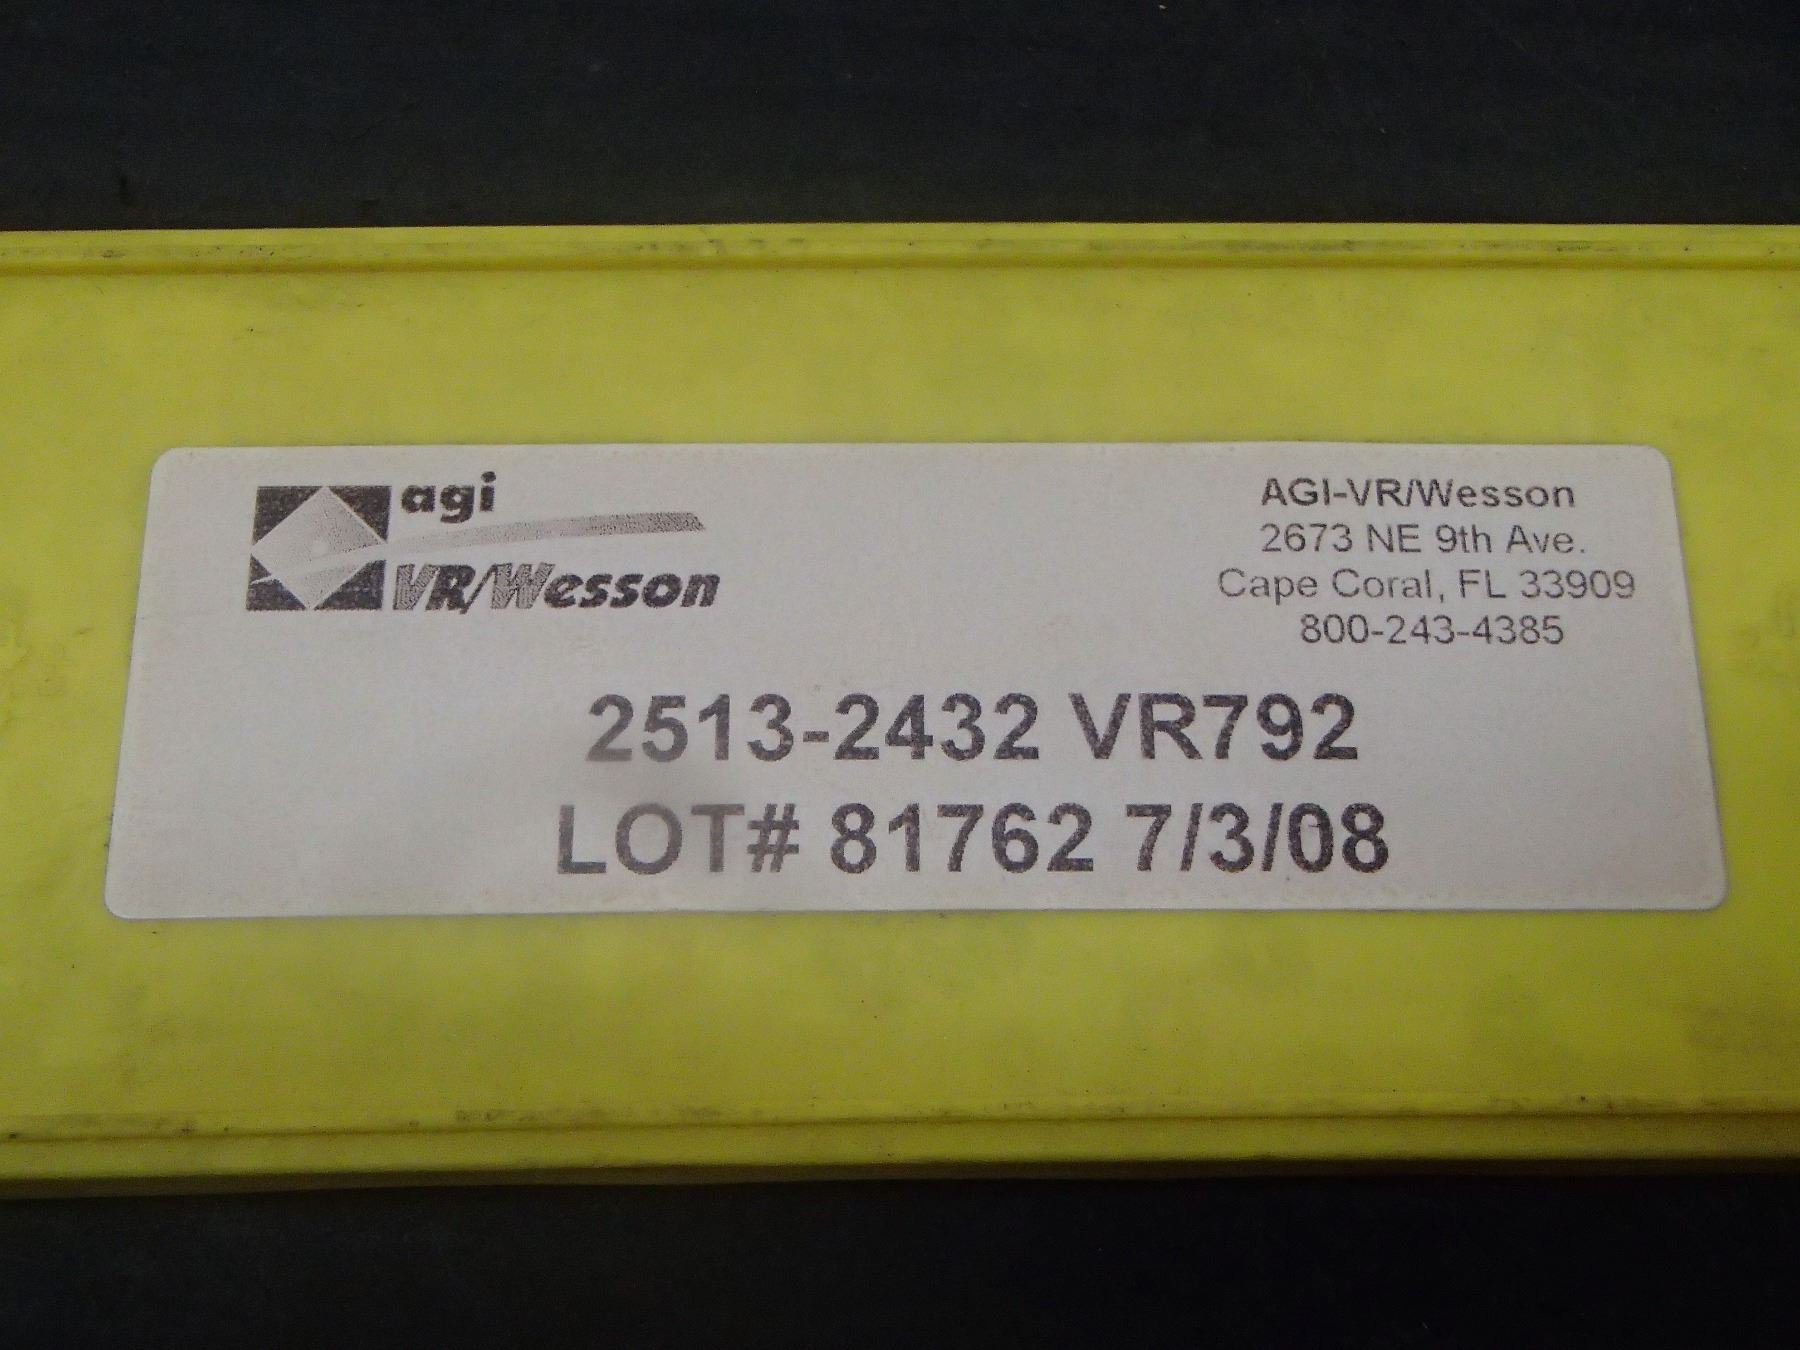 agi
VR/Wesson
AGI-VR/Wesson
2673 NE 9th Ave.
Cape Coral, FL 33909
800-243-4385
2513-2432 VR792
LOT# 81762 7/3/08